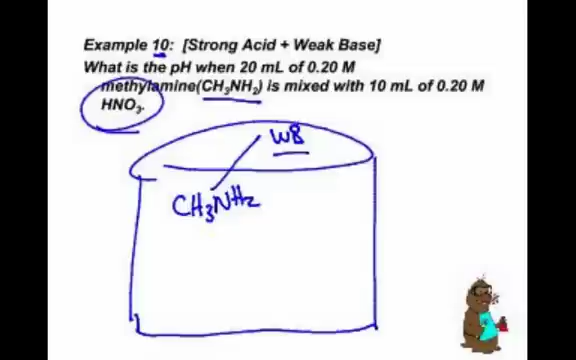 Example 10: [Strong Acid + Weak Base]
What is the pH when 20 mL of 0.20 M
methylamine(CH₃NH₂) is mixed with 10 mL of 0.20 M
HNO₃.
WB
CH₃NH₂